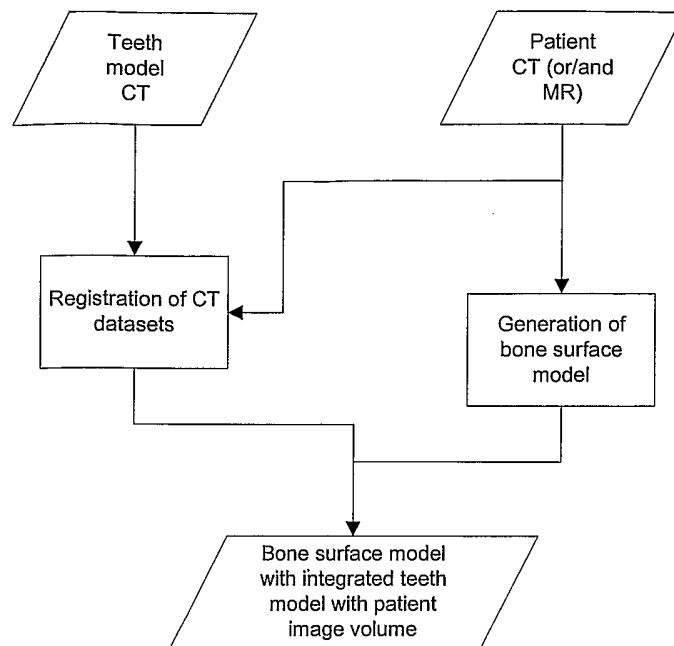 Teeth
model
CT
Patient
CT (or/and
MR)
Registration of CT
datasets
Generation of
bone surface
model
Bone surface model
with integrated teeth
model with patient
image volume